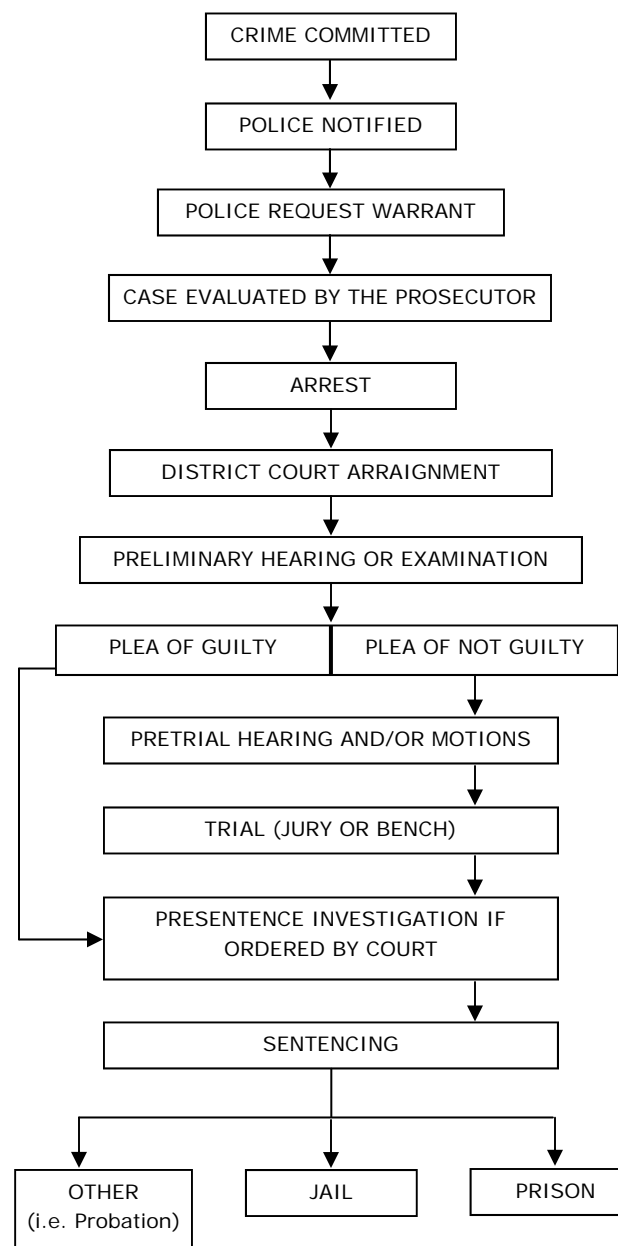 CRIME COMMITTED
POLICE NOTIFIED
POLICE REQUEST WARRANT
CASE EVALUATED BY THE PROSECUTOR
ARREST
DISTRICT COURT ARRAIGNMENT
PRELIMINARY HEARING OR EXAMINATION
PLEA OF GUILTY
PLEA OF NOT GUILTY
PRETRIAL HEARING AND/OR MOTIONS
TRIAL (JURY OR BENCH)
PRESENTENCE INVESTIGATION IF
ORDERED BY COURT
SENTENCING
OTHER
(i.e. Probation)
JAIL
PRISON